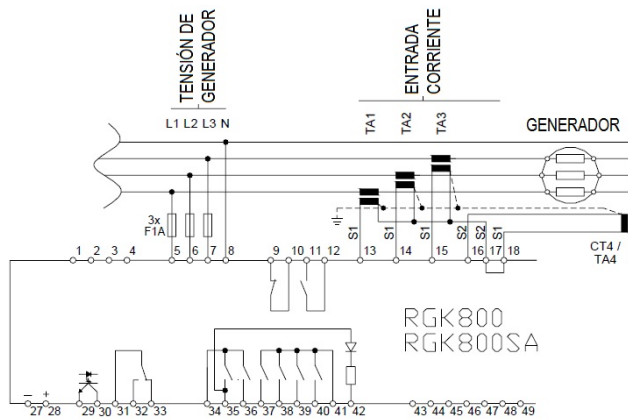 TENSIÓN DE
GENERADOR
ENTRADA
CORRIENTE
L1 L2 L3 N
TA1
TA2
TA3
GENERADOR
3x
F1A
S1
S1
S1
S2
S2
S1
CT4 /
TA4
1 2 3 4 5 6 7 8 9 10 11 12 13 14 15 16 17 18
RGK800
RGK800SA
− +
27 28 29 30 31 32 33 34 35 36 37 38 39 40 41 42 43 44 45 46 47 48 49